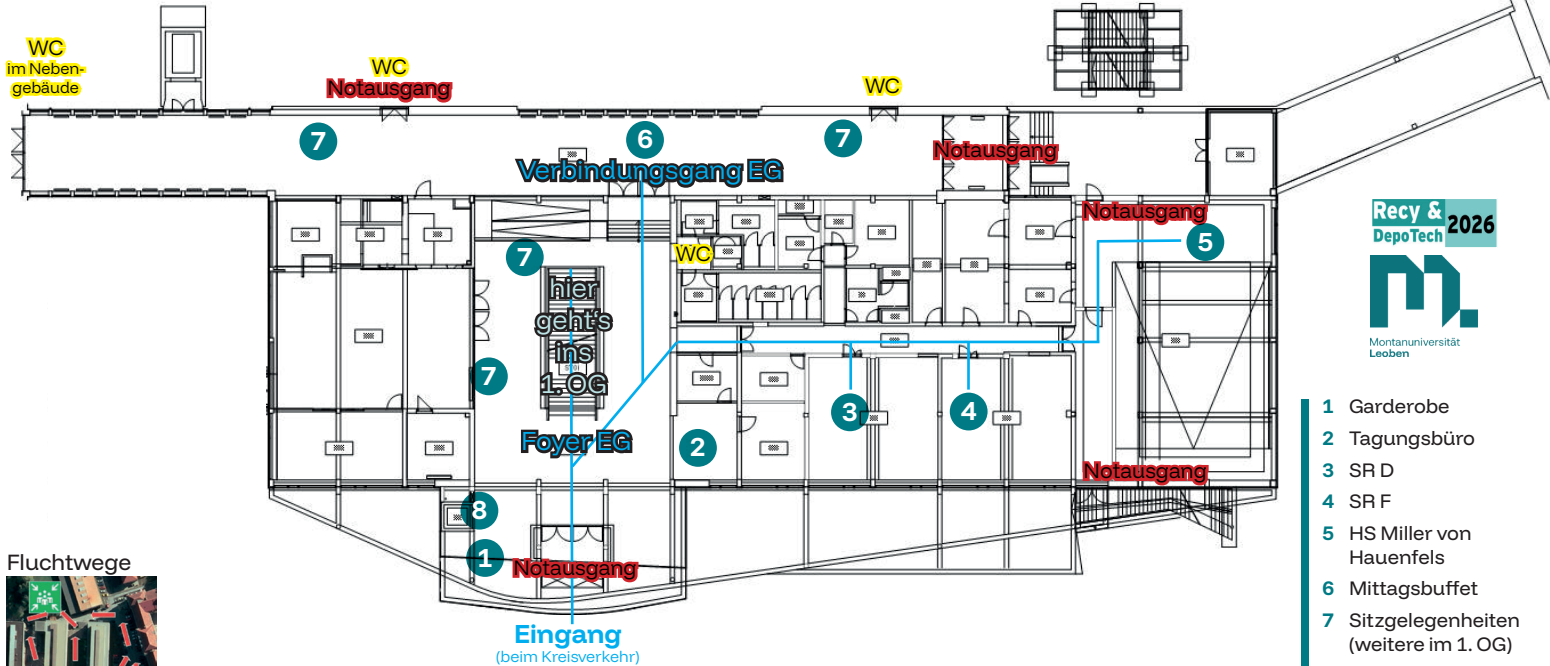 WC
im Neben-
gebäude
WC
Notausgang
WC
7
6
7
Verbindungsgang EG
Notausgang
Notausgang
5
7
WC
hier
geht's
ins
1. OG
7
3
4
Foyer EG
2
Notausgang
8
1
Notausgang
Eingang
(beim Kreisverkehr)
Fluchtwege
Recy &
DepoTech 2026
Montanuniversität
Leoben
1 Garderobe
2 Tagungsbüro
3 SR D
4 SR F
5 HS Miller von
Hauenfels
6 Mittagsbuffet
7 Sitzgelegenheiten
(weitere im 1. OG)